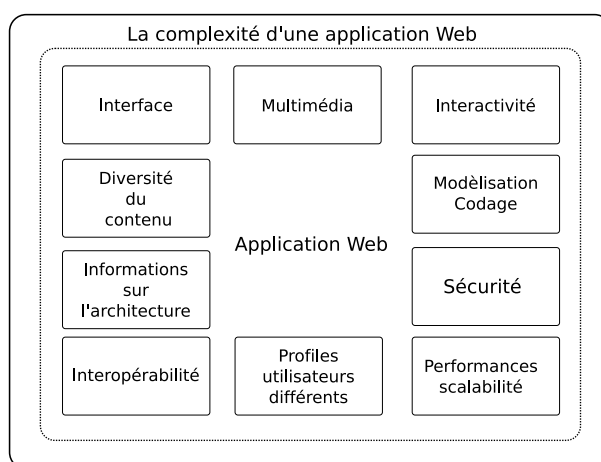 La complexité d'une application Web
Interface
Multimédia
Interactivité
Diversité
du
contenu
Modèlisation
Codage
Application Web
Informations
sur
l'architecture
Sécurité
Interopérabilité
Profiles
utilisateurs
différents
Performances
scalabilité